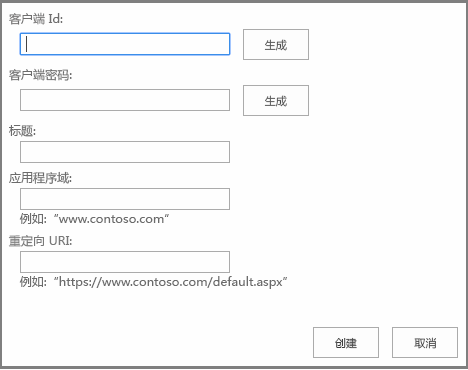 客户端 Id:
生成
客户端密码:
生成
标题:
应用程序域:
例如:“www.contoso.com”
重定向 URI:
例如:“https://www.contoso.com/default.aspx”
创建
取消